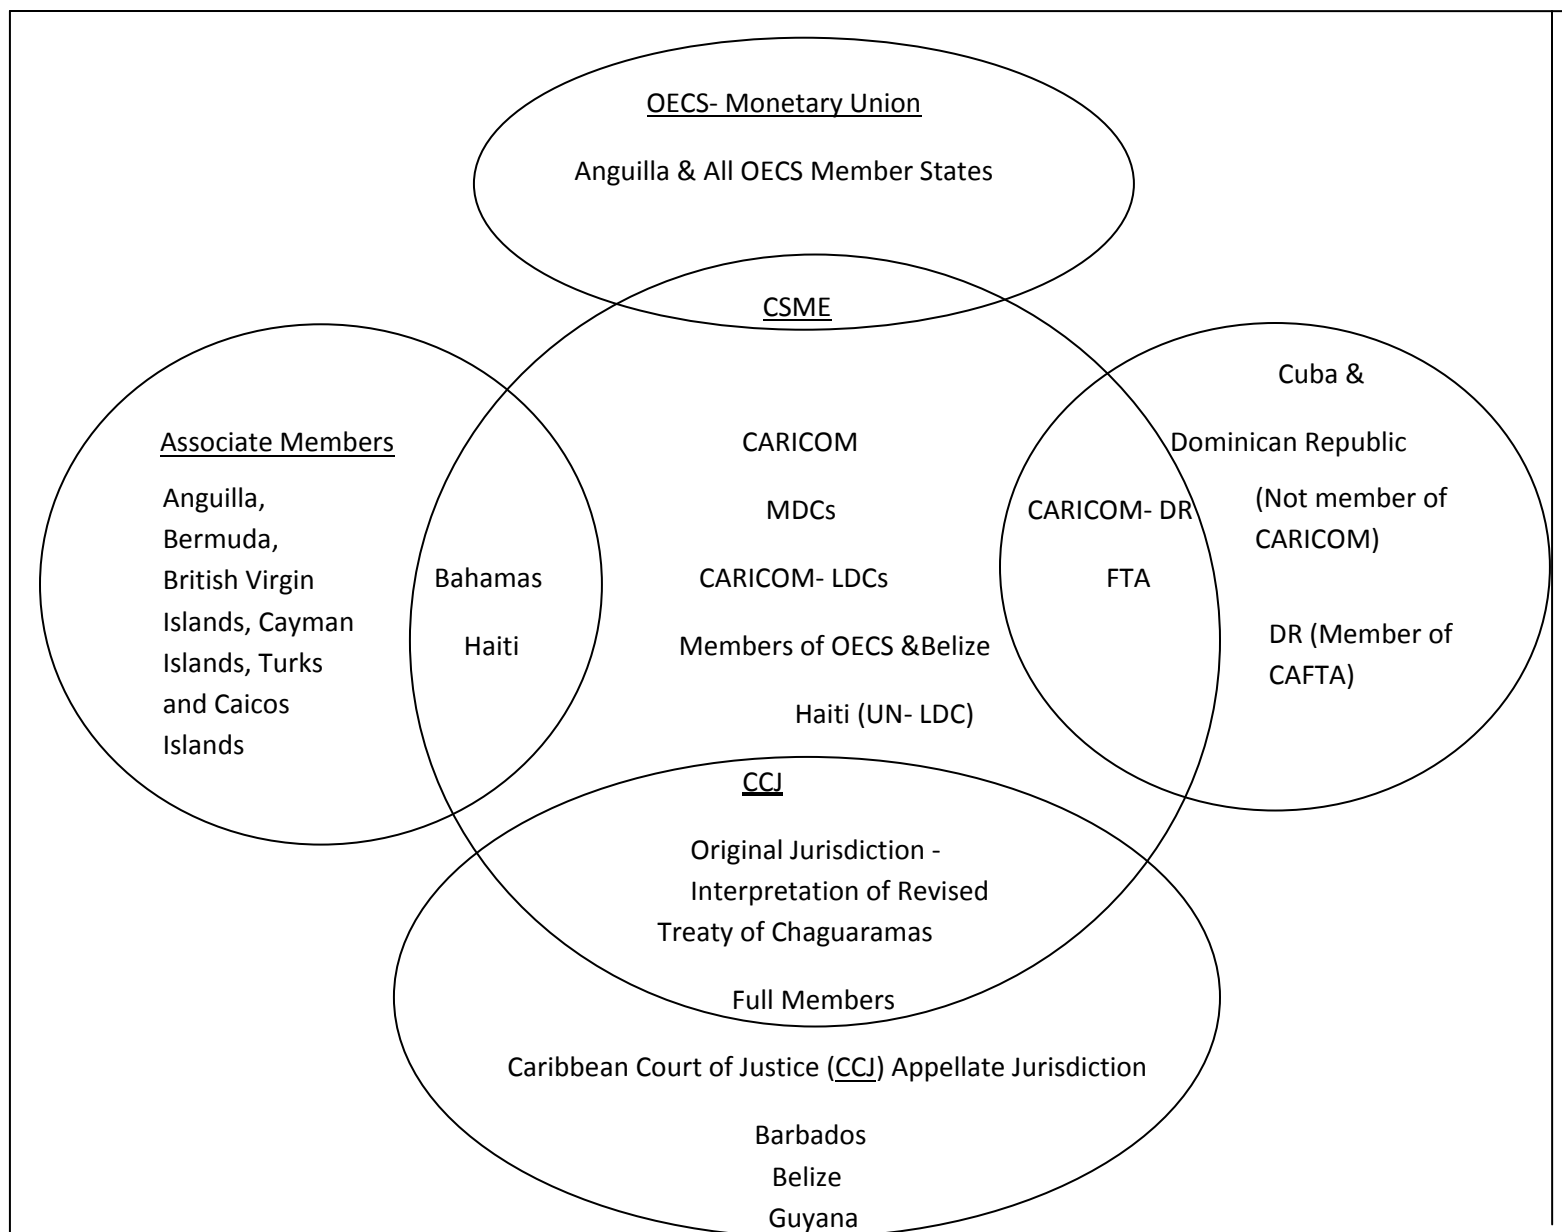 OECS- Monetary Union
Anguilla & All OECS Member States
CSME
Associate Members
Anguilla,
Bermuda,
British Virgin
Islands, Cayman
Islands, Turks
and Caicos
Islands
Bahamas
Haiti
CARICOM
MDCs
CARICOM- LDCs
Members of OECS &Belize
Haiti (UN- LDC)
CARICOM- DR
FTA
Cuba &
Dominican Republic
(Not member of
CARICOM)
DR (Member of
CAFTA)
CCJ
Original Jurisdiction -
Interpretation of Revised
Treaty of Chaguaramas
Full Members
Caribbean Court of Justice (CCJ) Appellate Jurisdiction
Barbados
Belize
Guyana